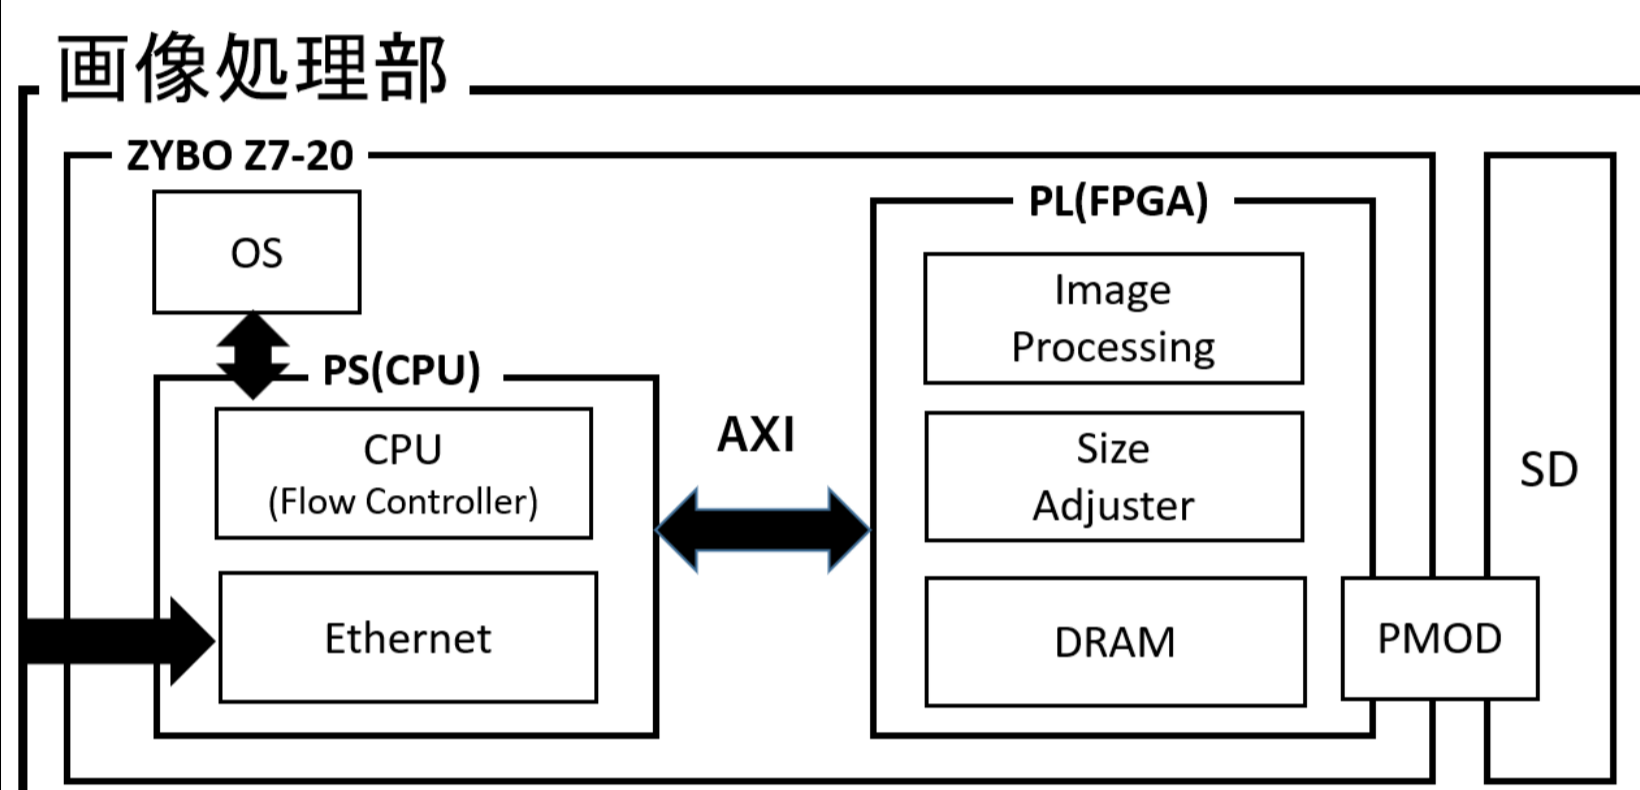 画像処理部
ZYBO Z7-20
OS
PS(CPU)
CPU
(Flow Controller)
Ethernet
AXI
PL(FPGA)
Image
Processing
Size
Adjuster
DRAM
PMOD
SD